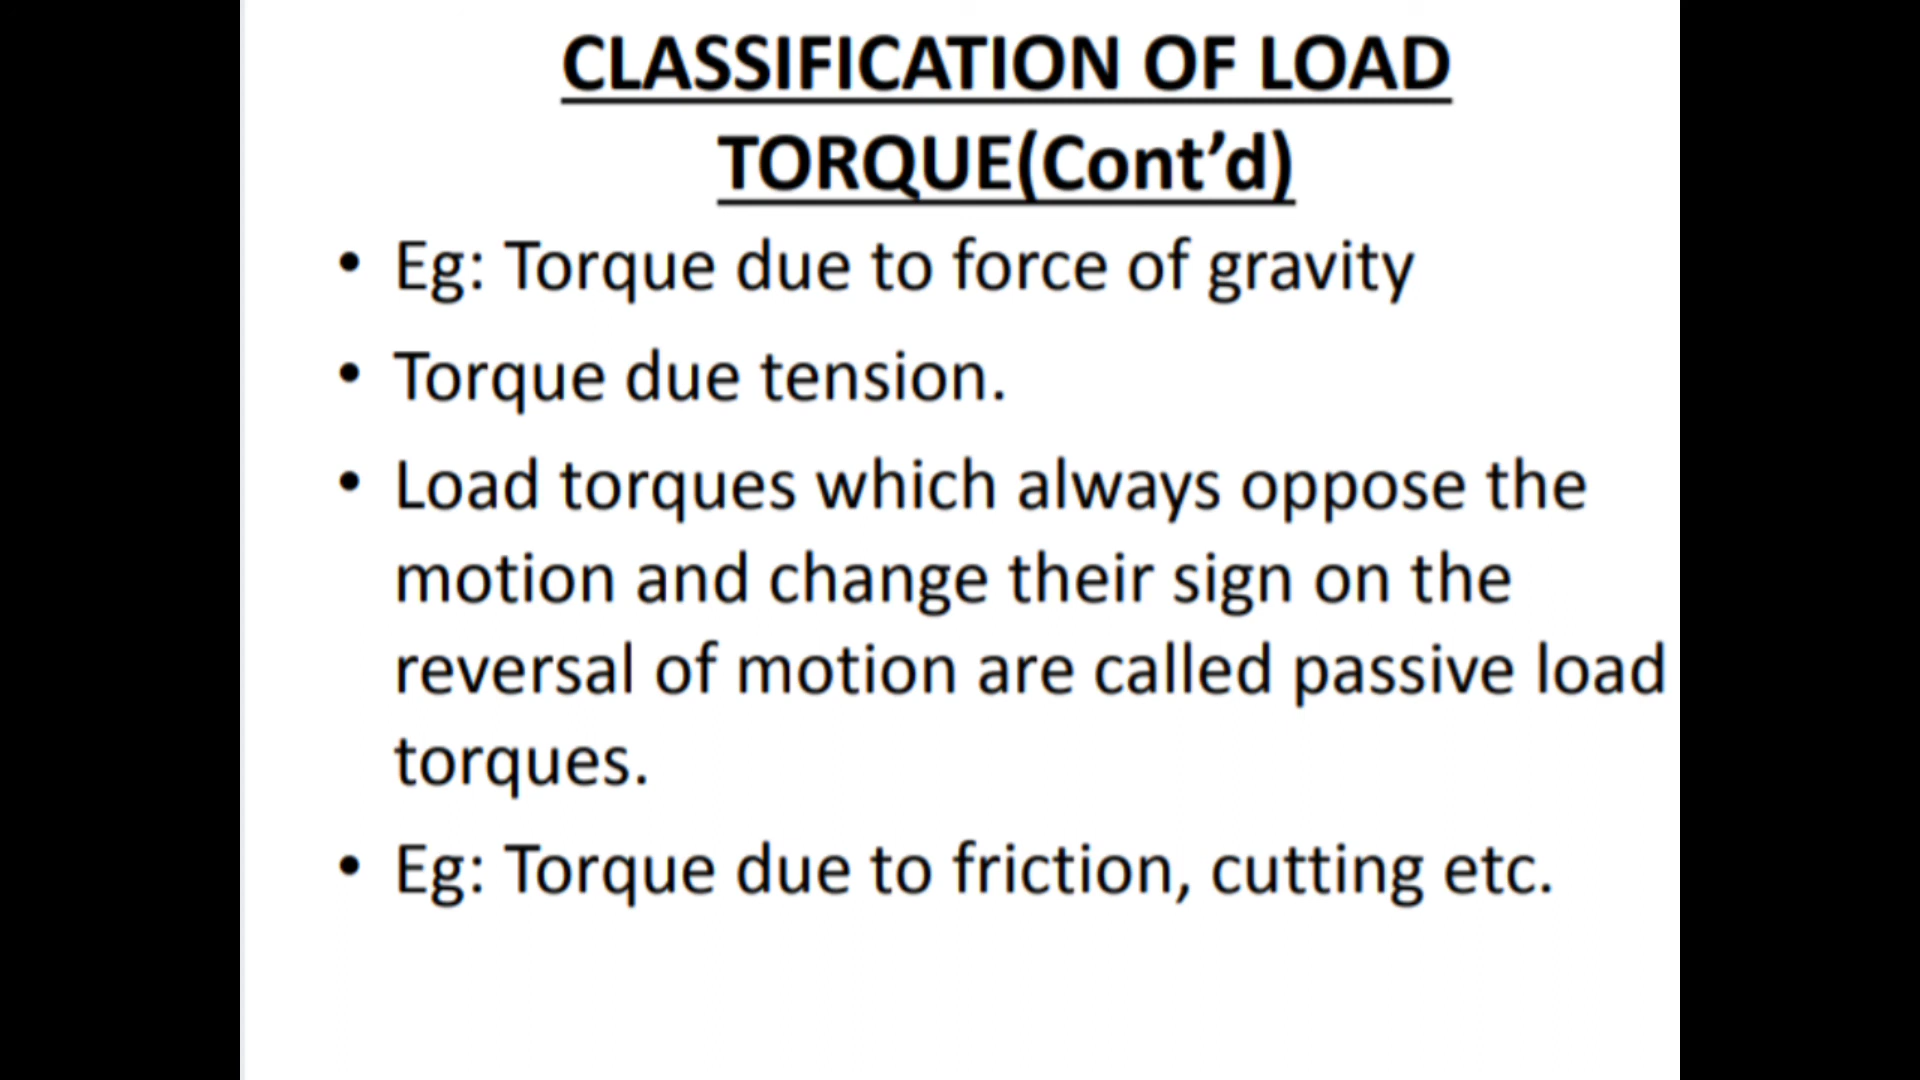 CLASSIFICATION OF LOAD
TORQUE(Cont’d)
• Eg: Torque due to force of gravity
• Torque due tension.
• Load torques which always oppose the
motion and change their sign on the
reversal of motion are called passive load
torques.
• Eg: Torque due to friction, cutting etc.